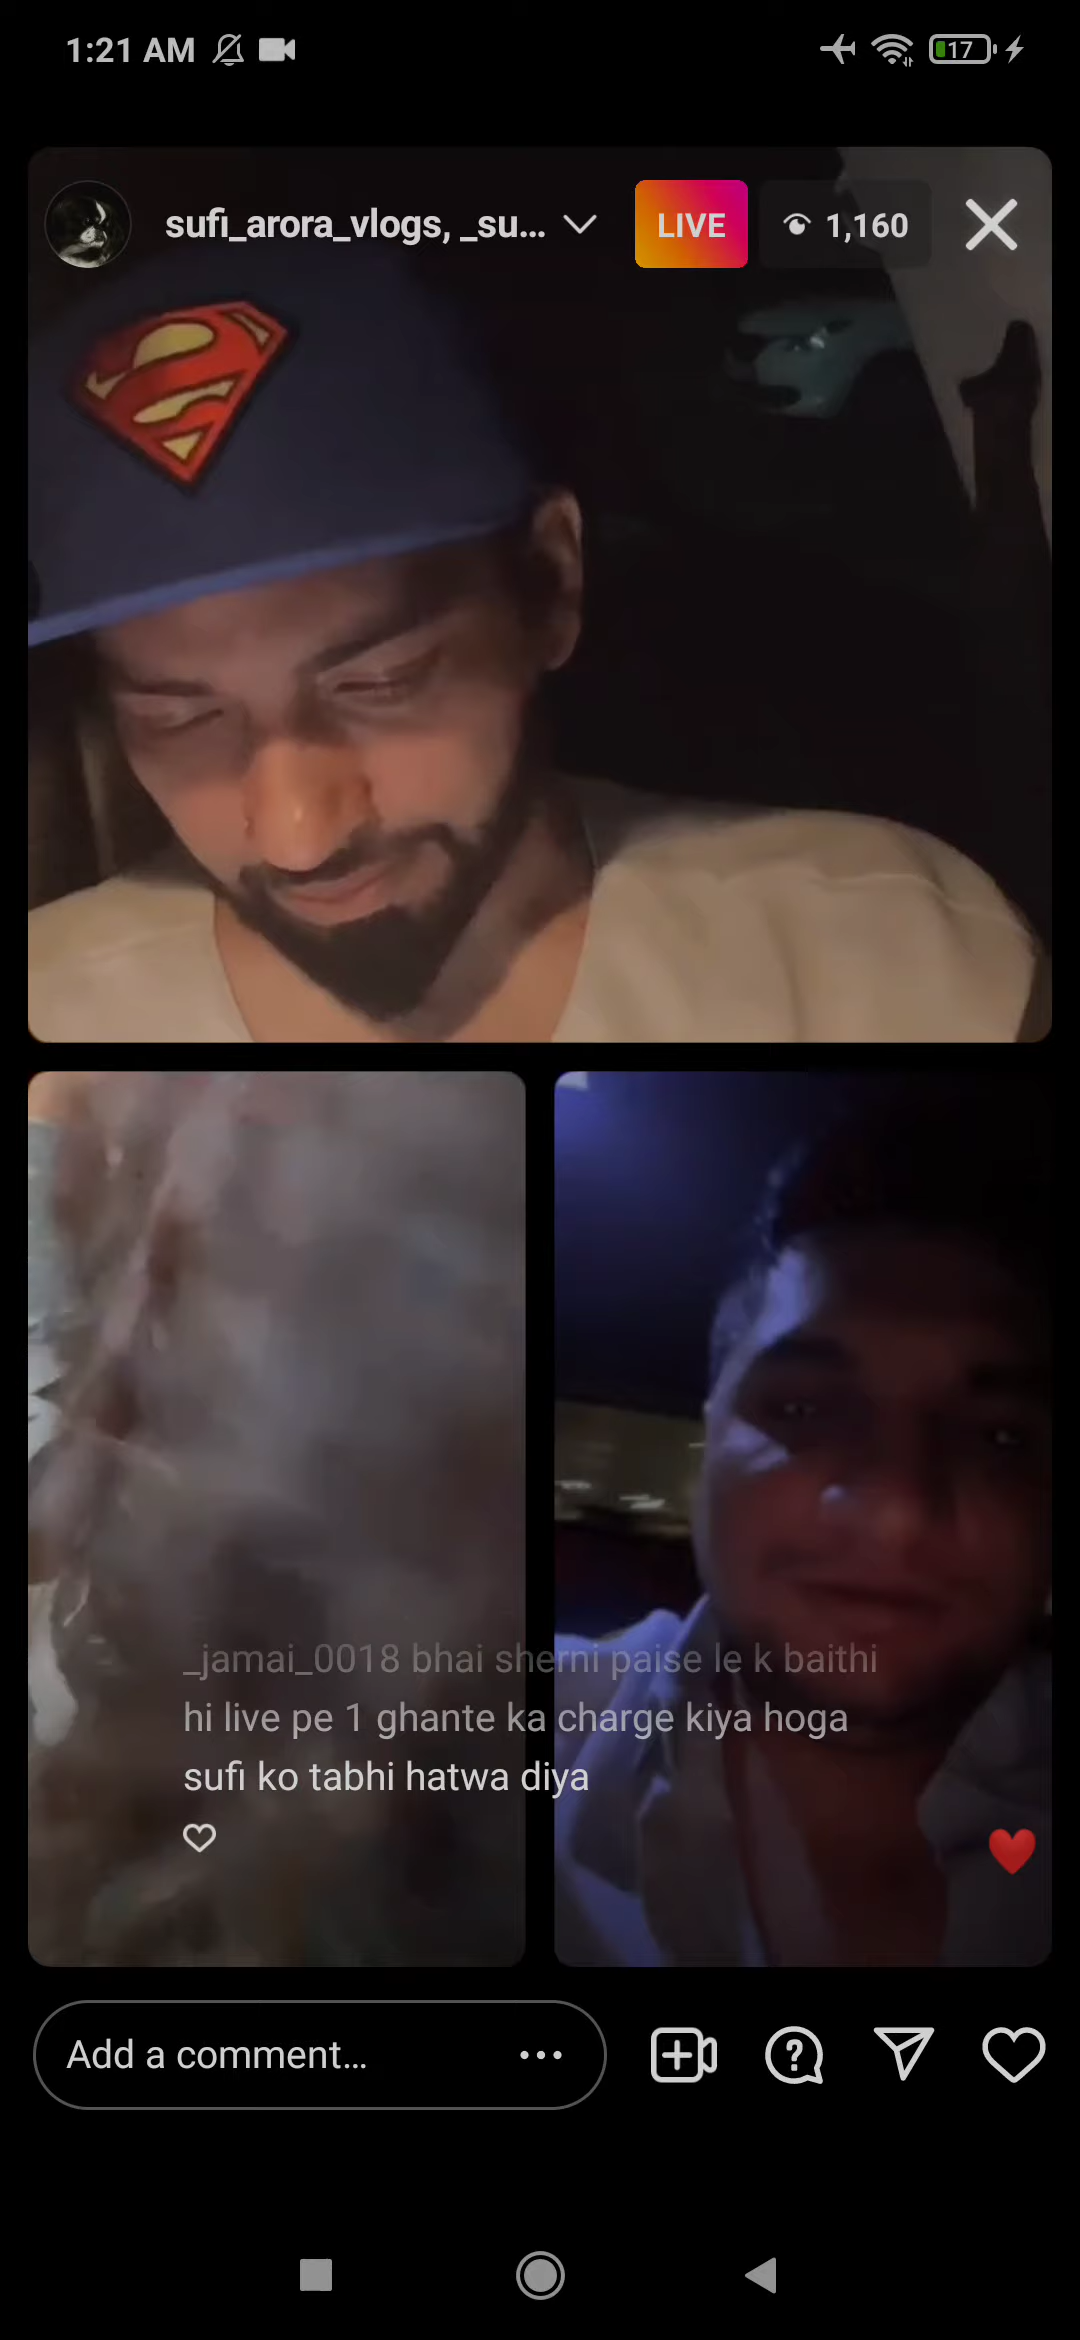 1:21 AM
17
sufi_arora_vlogs, _su...
LIVE
1,160
_jamai_0018 bhai sherni paise le k baithi
hi live pe 1 ghante ka charge kiya hoga
sufi ko tabhi hatwa diya
Add a comment...